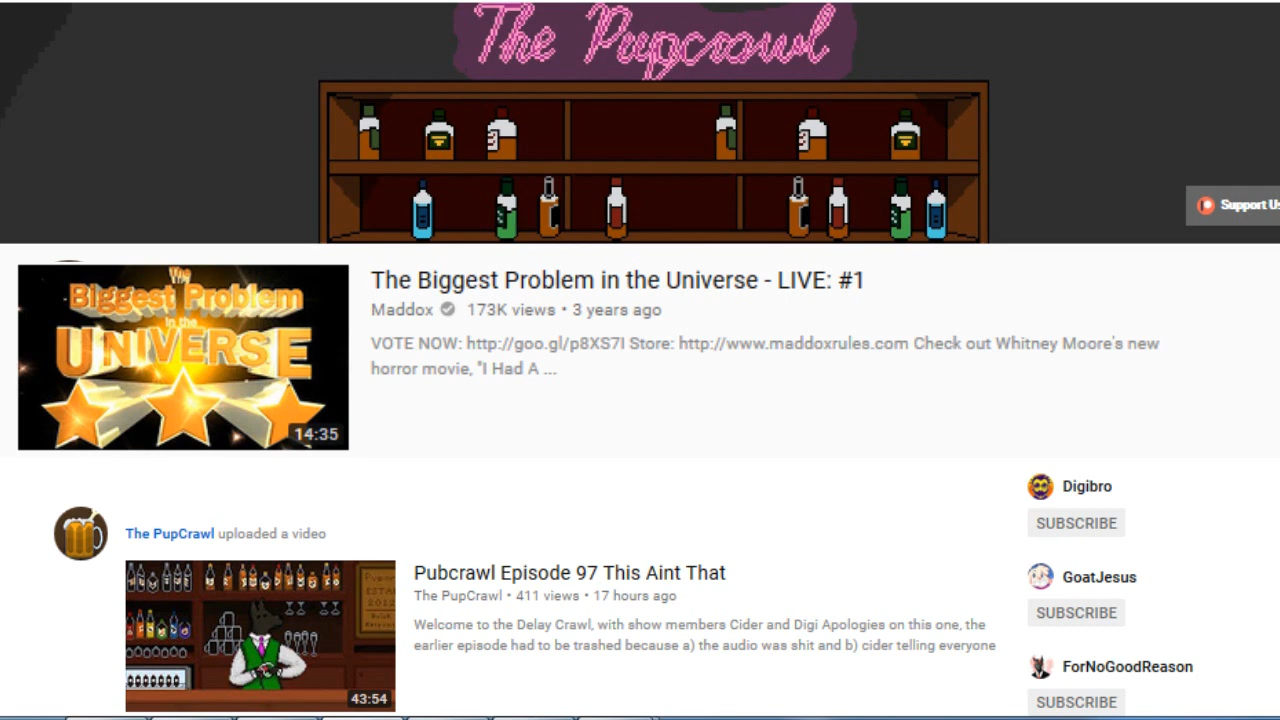 The Pupcrawl
Support Us
The
Biggest Problem
in the
UNIVERSE
14:35
The Biggest Problem in the Universe - LIVE: #1
Maddox 173K views • 3 years ago
VOTE NOW: http://goo.gl/p8XS7I Store: http://www.maddoxrules.com Check out Whitney Moore's new
horror movie, "I Had A ...
Digibro
SUBSCRIBE
The PupCrawl uploaded a video
Pubcrawl Episode 97 This Aint That
The PupCrawl • 411 views • 17 hours ago
Welcome to the Delay Crawl, with show members Cider and Digi Apologies on this one, the
earlier episode had to be trashed because a) the audio was shit and b) cider telling everyone
43:54
GoatJesus
SUBSCRIBE
ForNoGoodReason
SUBSCRIBE